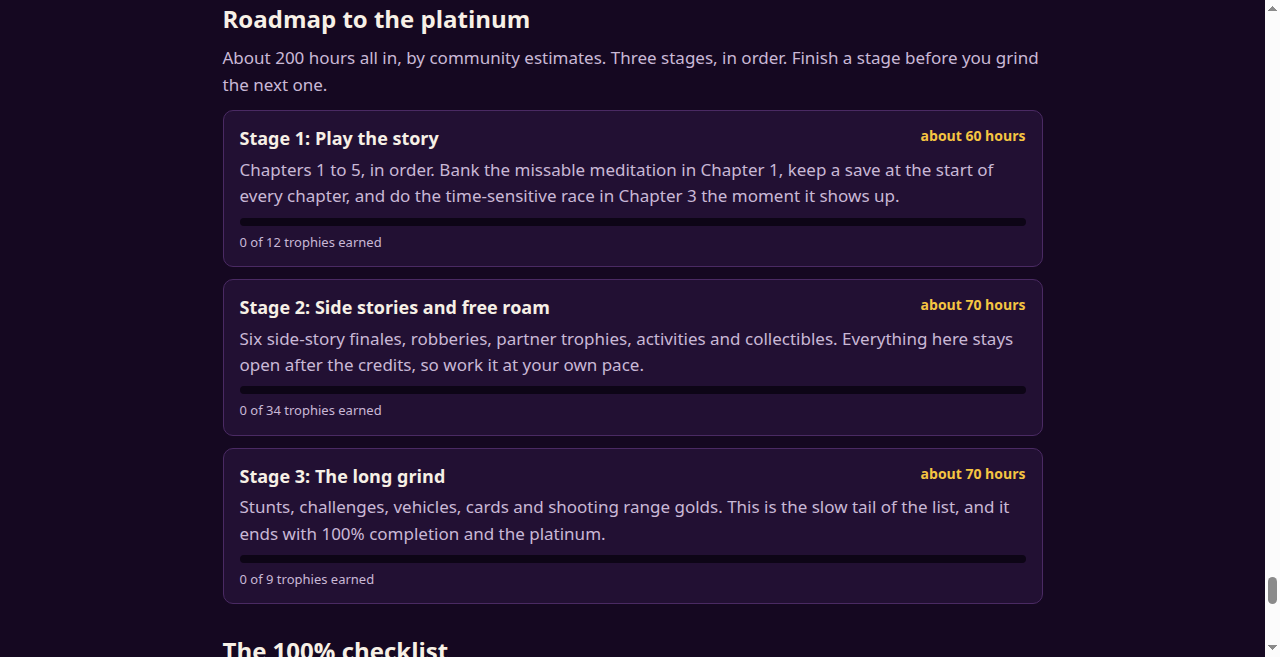 Roadmap to the platinum
About 200 hours all in, by community estimates. Three stages, in order. Finish a stage before you grind
the next one.
Stage 1: Play the story
about 60 hours
Chapters 1 to 5, in order. Bank the missable meditation in Chapter 1, keep a save at the start of
every chapter, and do the time-sensitive race in Chapter 3 the moment it shows up.
0 of 12 trophies earned
Stage 2: Side stories and free roam
about 70 hours
Six side-story finales, robberies, partner trophies, activities and collectibles. Everything here stays
open after the credits, so work it at your own pace.
0 of 34 trophies earned
Stage 3: The long grind
about 70 hours
Stunts, challenges, vehicles, cards and shooting range golds. This is the slow tail of the list, and it
ends with 100% completion and the platinum.
0 of 9 trophies earned
The 100% checklist